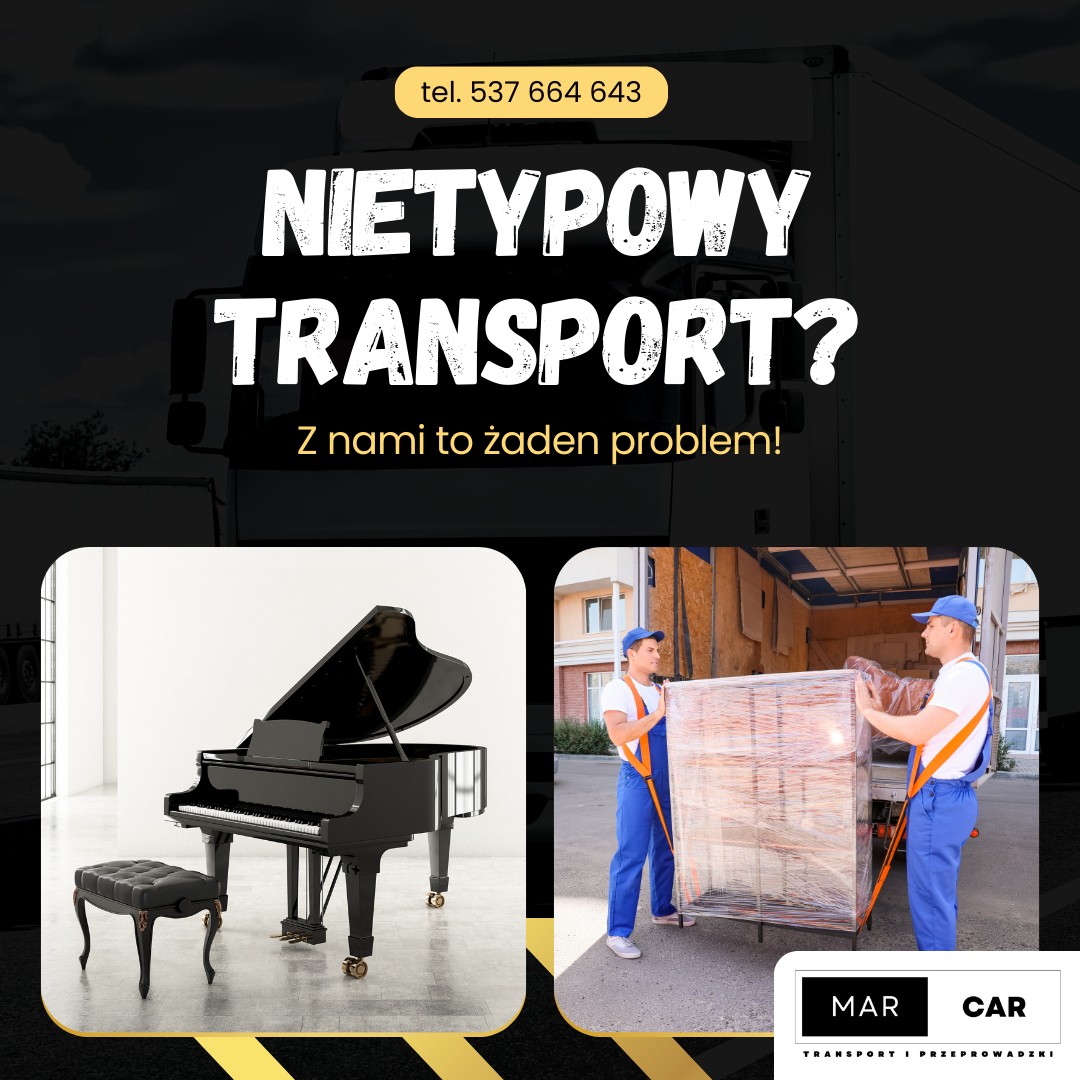 tel. 537 664 643
NIETYPOWY
TRANSPORT?
Z nami to żaden problem!
MAR CAR
TRANSPORT I PRZEPROWADZKI